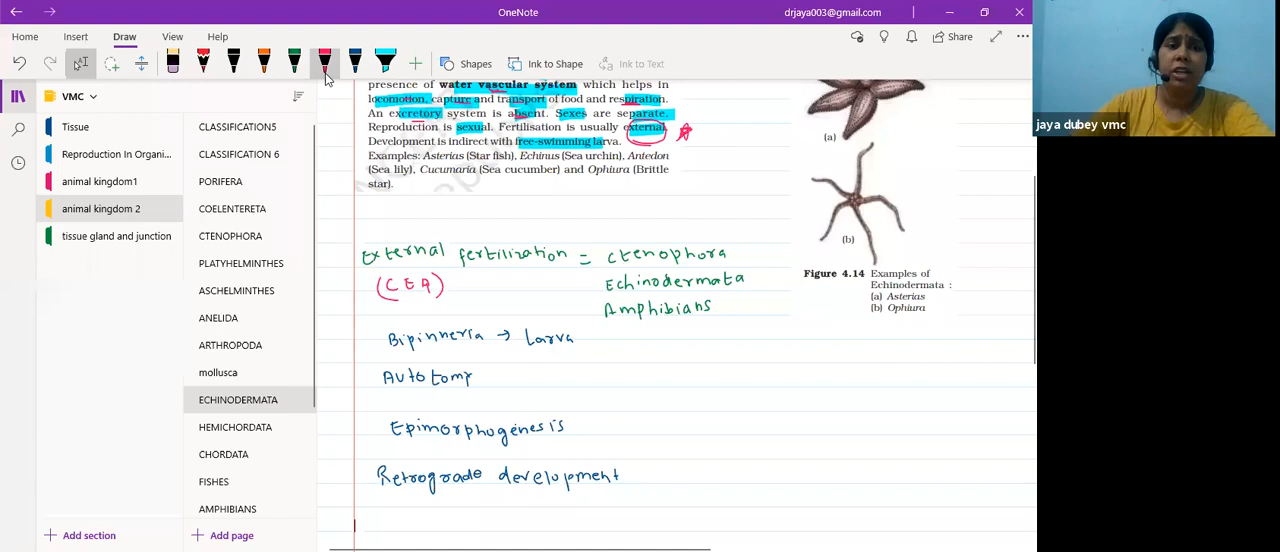 OneNote
drjaya003@gmail.com
Home Insert Draw View Help
Share
Shapes Ink to Shape Ink to Text
VMC
Tissue
Reproduction In Organi...
animal kingdom1
animal kingdom 2
tissue gland and junction
Add section
CLASSIFICATION5
CLASSIFICATION 6
PORIFERA
COELENTERETA
CTENOPHORA
PLATYHELMINTHES
ASCHELMINTHES
ANELIDA
ARTHROPODA
mollusca
ECHINODERMATA
HEMICHORDATA
CHORDATA
FISHES
AMPHIBIANS
Add page
presence of water vascular system which helps in
locomotion, capture and transport of food and respiration.
An excretory system is absent. Sexes are separate.
Reproduction is sexual. Fertilisation is usually external.
Development is indirect with free-swimming larva.
Examples: Asterias (Star fish), Echinus (Sea urchin), Antedon
(Sea lily), Cucumaria (Sea cucumber) and Ophiura (Brittle
star).
External fertilization = Ctenophora
(CEA) Echinodermata
Amphibians
Bipinneria → Larva
Autotomy
Epimorphogenesis
Retrograde development
(a)
(b)
Figure 4.14 Examples of
Echinodermata :
(a) Asterias
(b) Ophiura
jaya dubey vmc